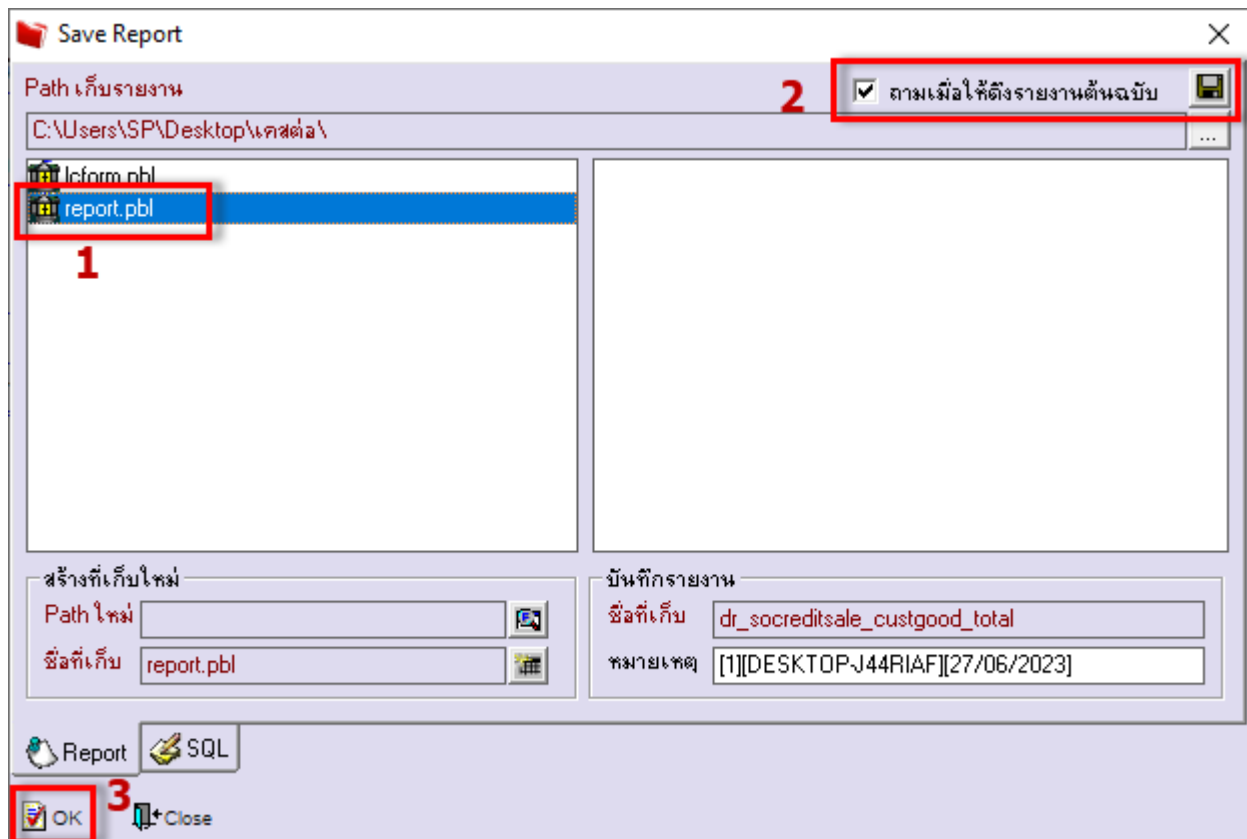 Save Report
Path เก็บรายงาน
2
ถามเมื่อให้ดึงรายงานต้นฉบับ
C:\Users\SP\Desktop\เคสต่อ\
...
lcform.pbl
report.pbl
1
สร้างที่เก็บใหม่
Path ใหม่
ชื่อที่เก็บ report.pbl
บันทึกรายงาน
ชื่อที่เก็บ dr_socreditsale_custgood_total
หมายเหตุ [1][DESKTOP-J44RIAF][27/06/2023]
Report SQL
3
OK Close